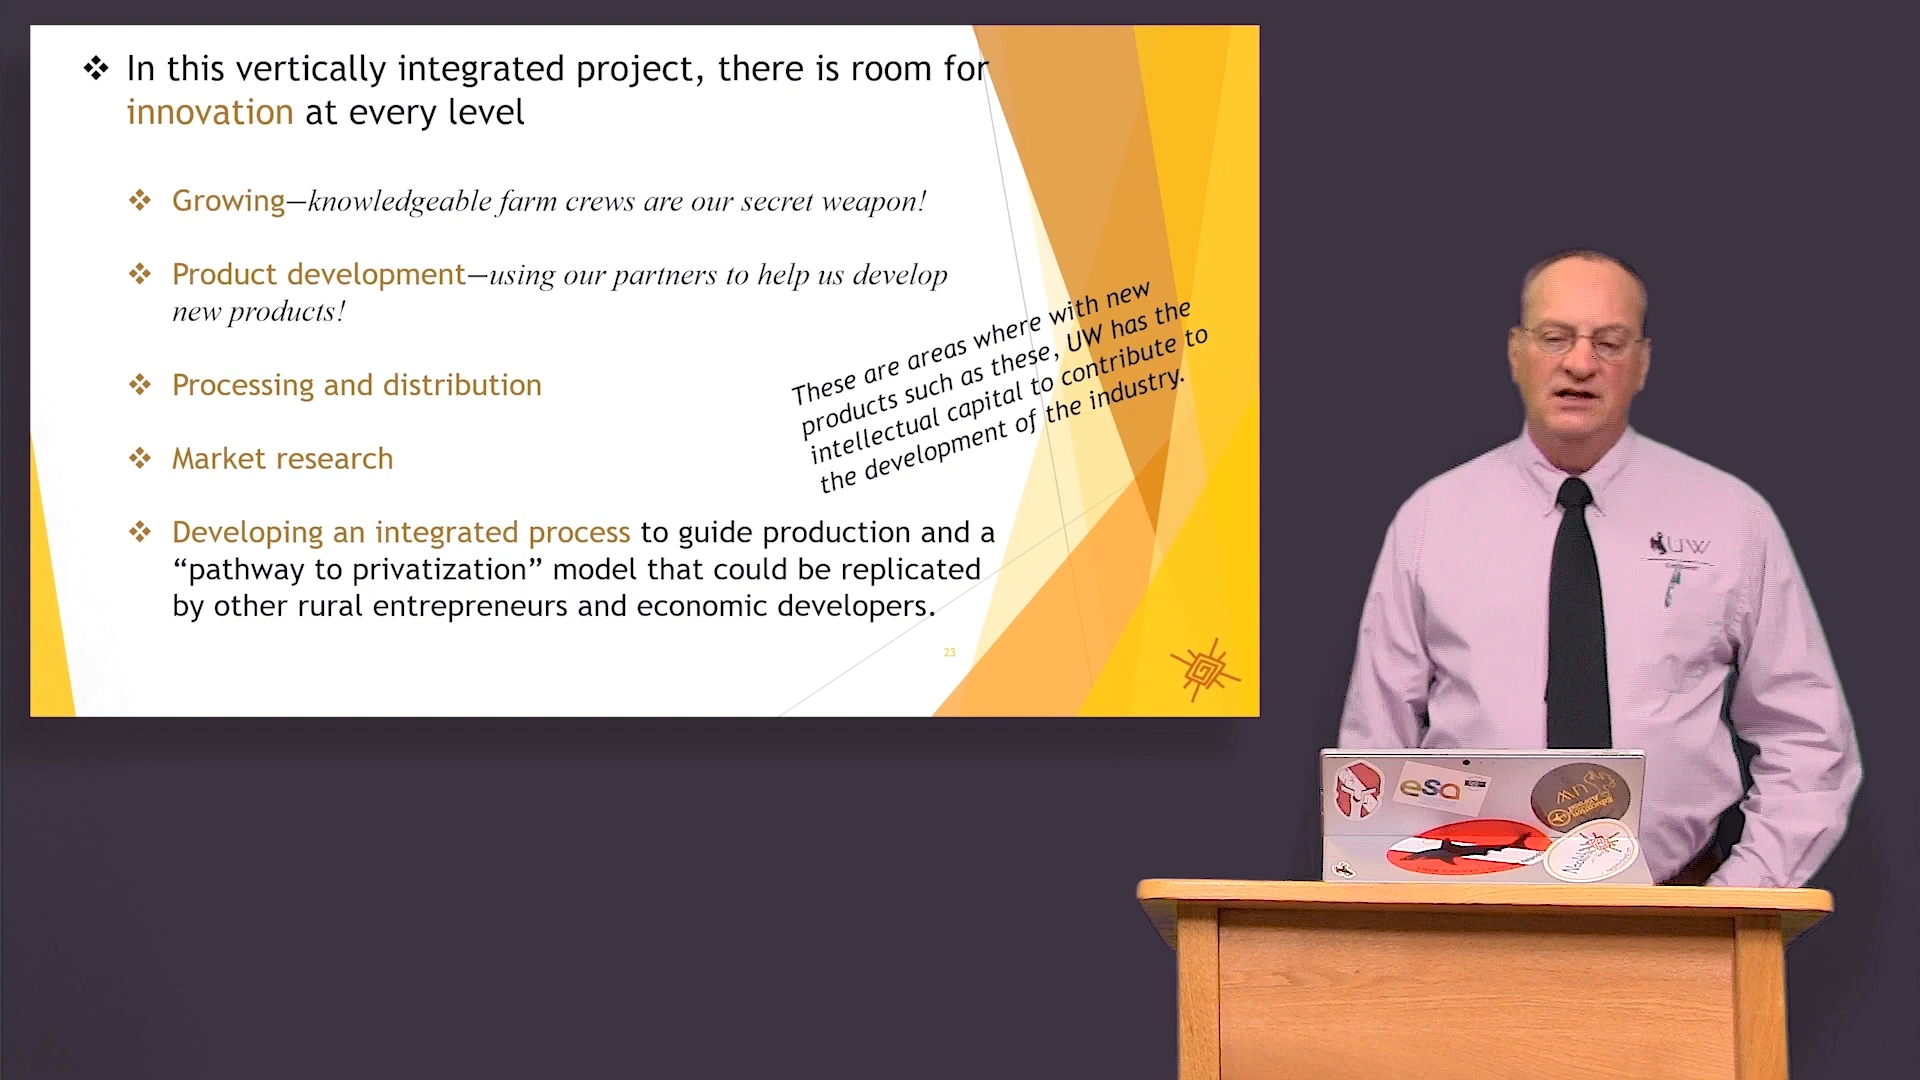 ❖ In this vertically integrated project, there is room for
innovation at every level
❖ Growing—knowledgeable farm crews are our secret weapon!
❖ Product development—using our partners to help us develop
new products!
❖ Processing and distribution
❖ Market research
❖ Developing an integrated process to guide production and a
“pathway to privatization” model that could be replicated
by other rural entrepreneurs and economic developers.
These are areas where with new
products such as these, UW has the
intellectual capital to contribute to
the development of the industry.
23
UW
esa
UW
Education
Abroad